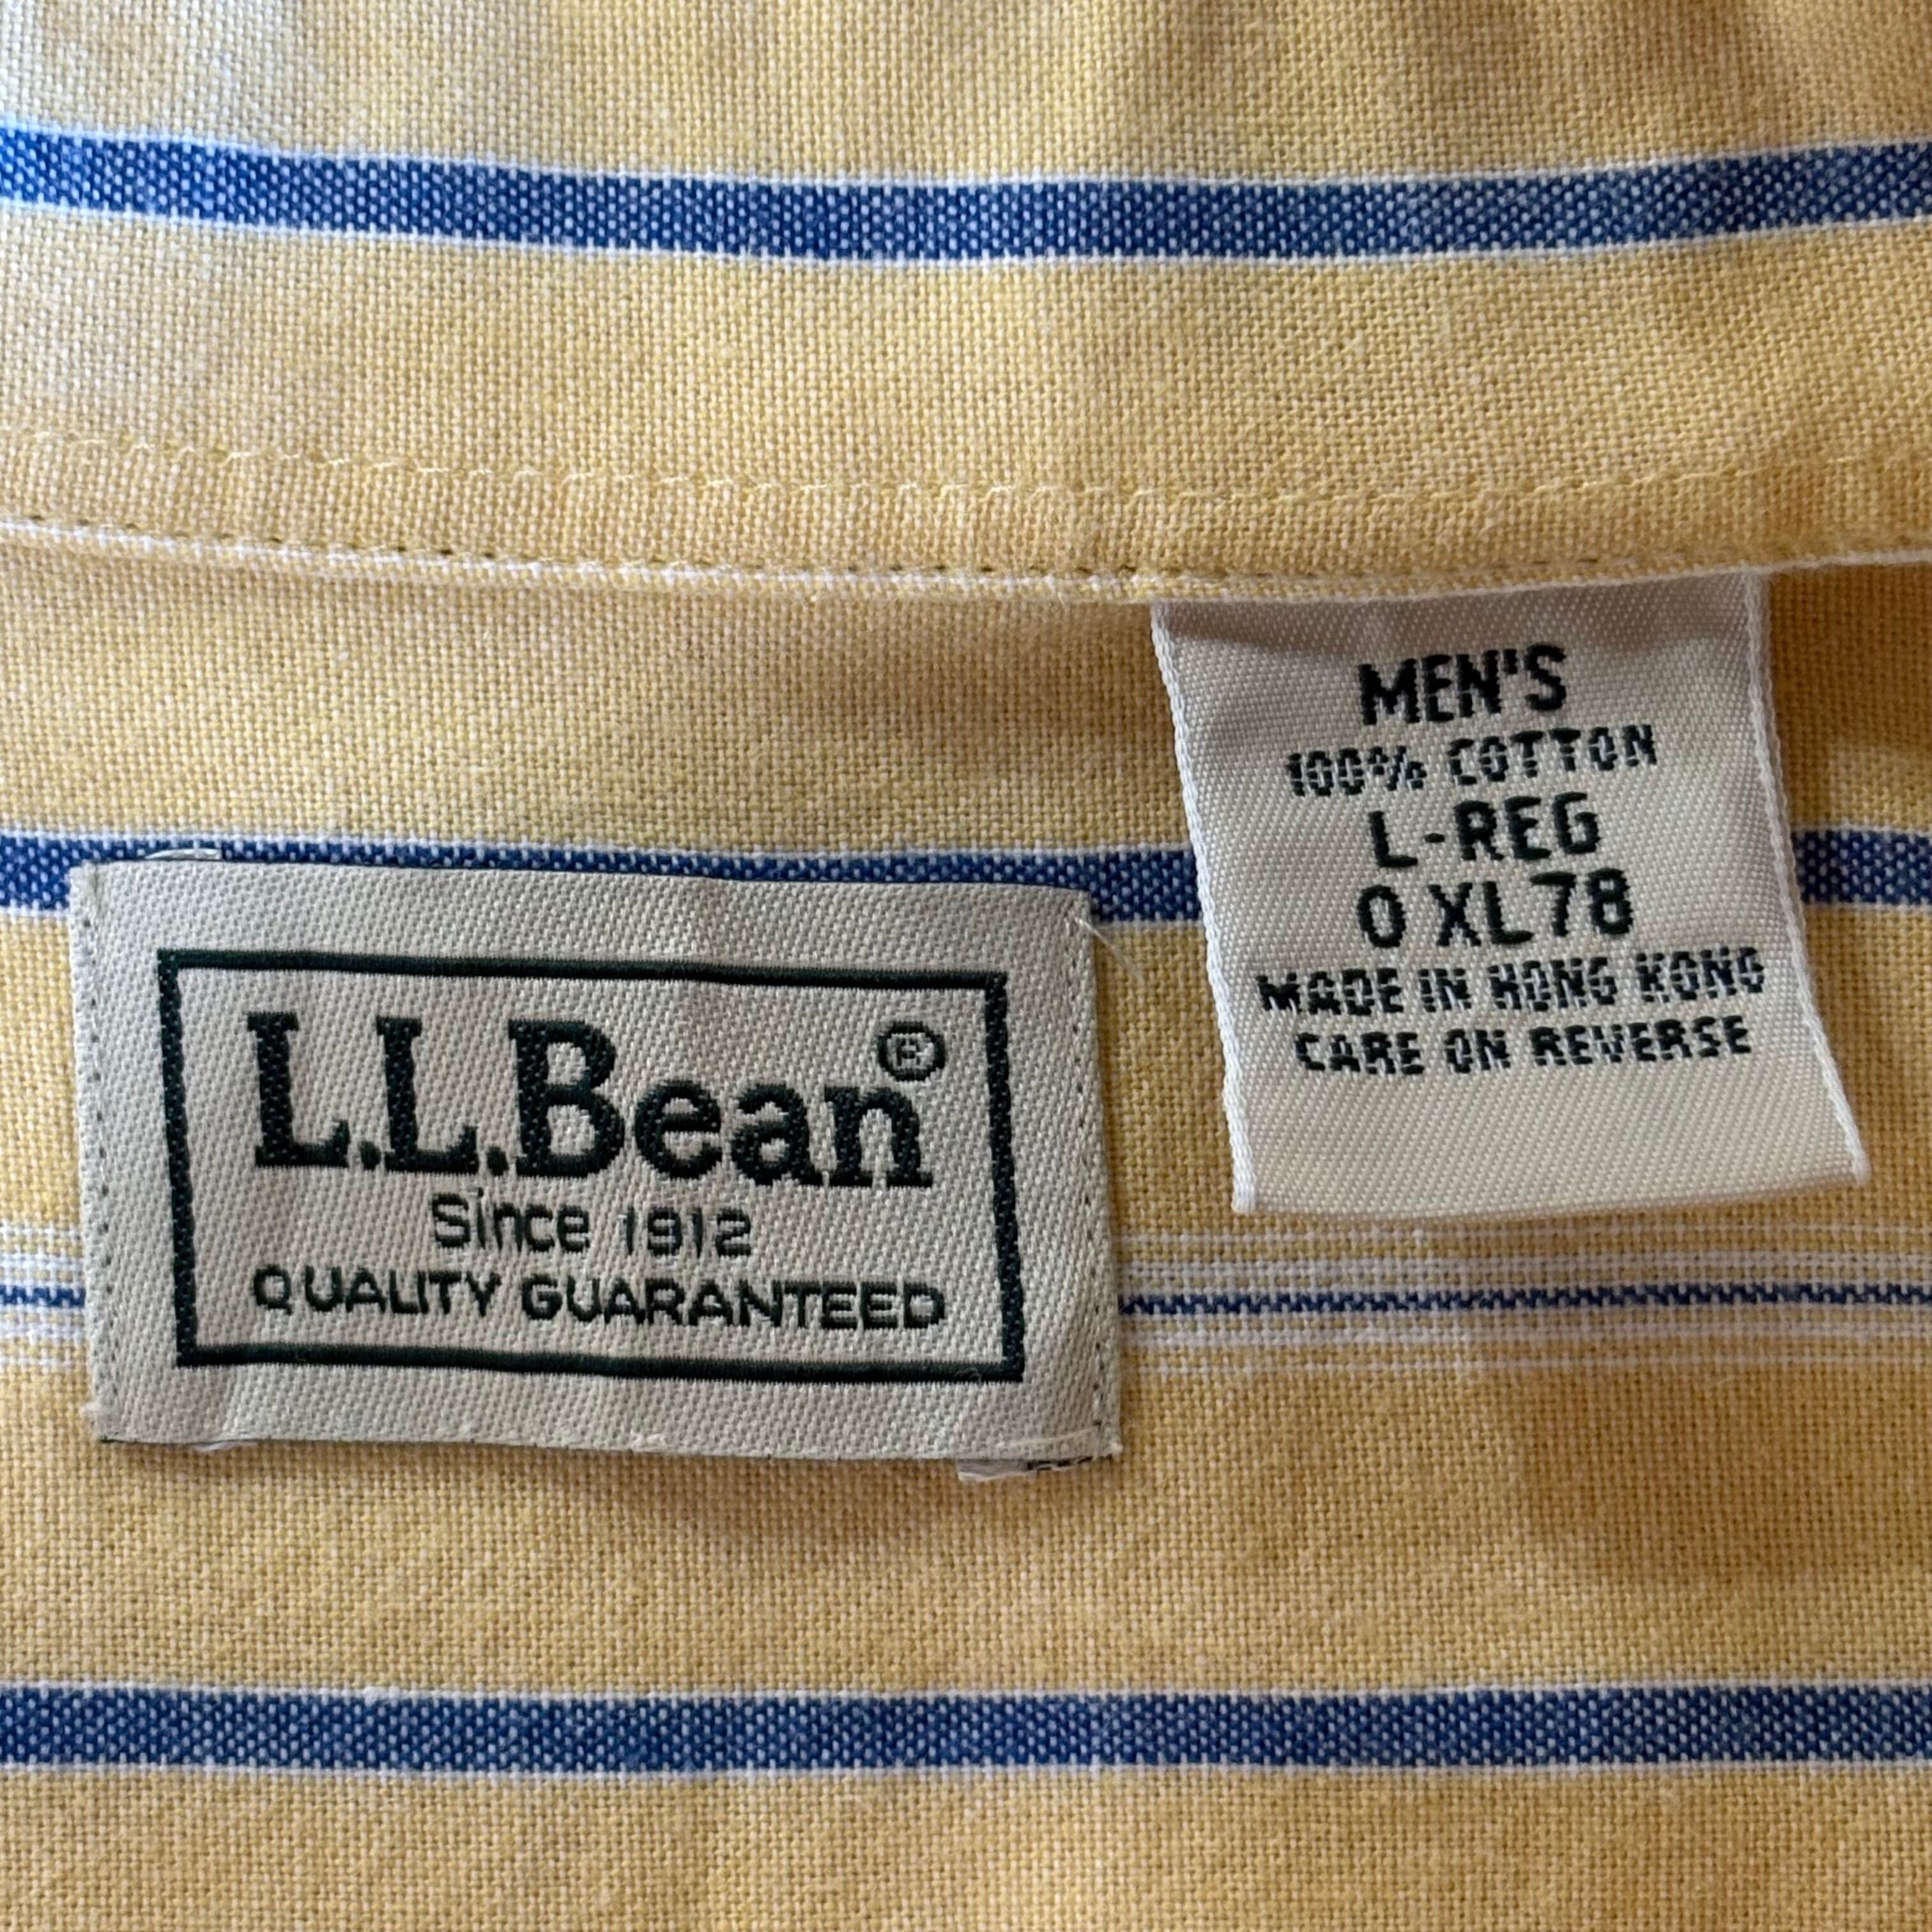 MEN'S
100% COTTON
L-REG
0 XL78
MADE IN HONG KONG
CARE ON REVERSE
L.L.Bean®
Since 1912
QUALITY GUARANTEED